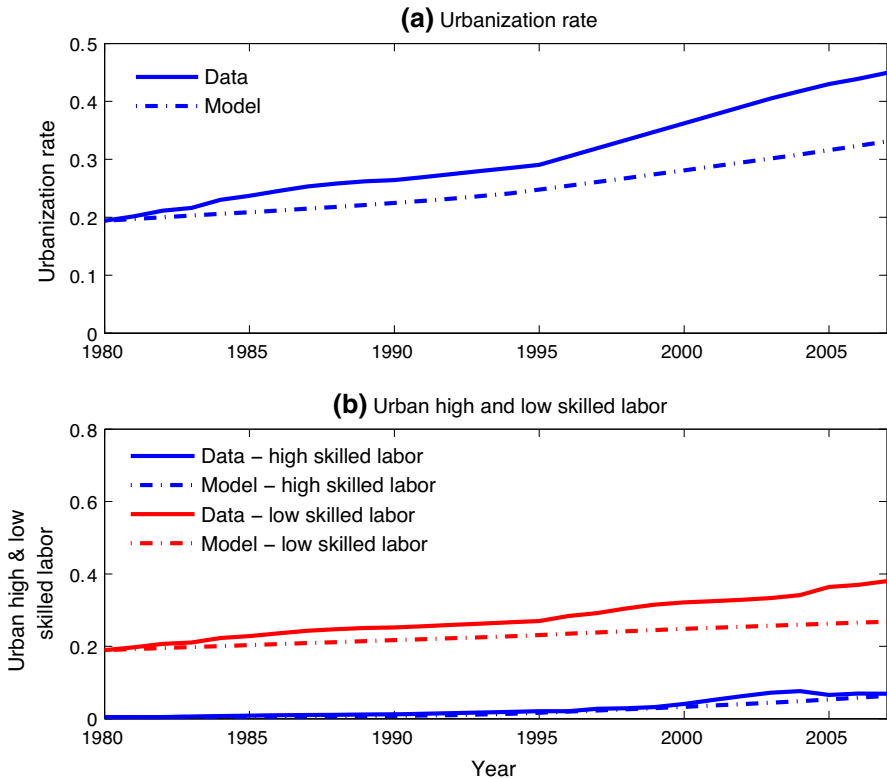 (a) Urbanization rate
0.5
0.4
0.3
0.2
0.1
0
Urbanization rate
Data
Model
1980
1985
1990
1995
2000
2005
(b) Urban high and low skilled labor
0.8
0.6
0.4
0.2
0
Urban high & low
skilled labor
Data – high skilled labor
Model – high skilled labor
Data – low skilled labor
Model – low skilled labor
1980
1985
1990
1995
2000
2005
Year